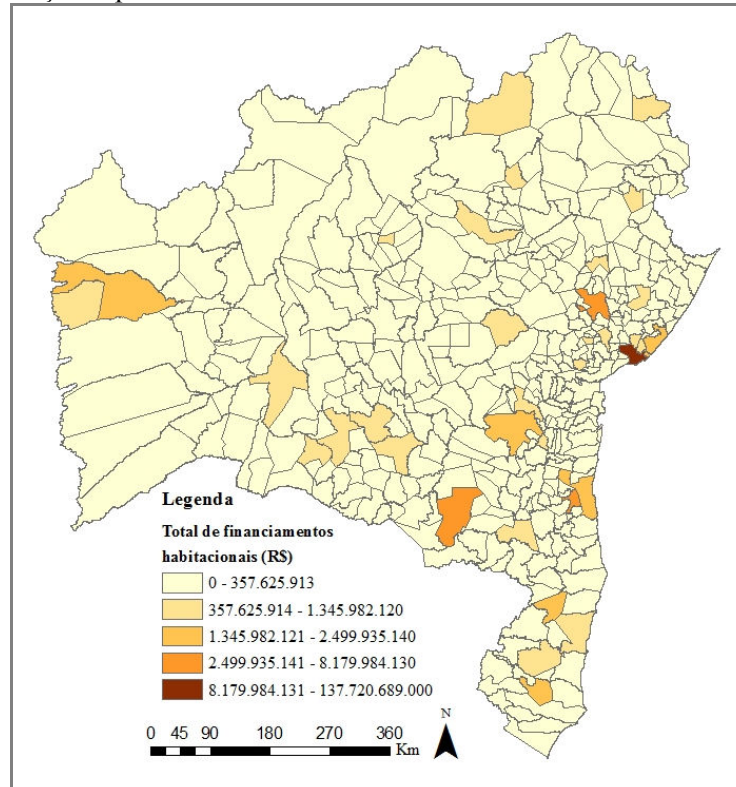 Legenda
Total de financiamentos
habitacionais (R$)
0 - 357.625.913
357.625.914 - 1.345.982.120
1.345.982.121 - 2.499.935.140
2.499.935.141 - 8.179.984.130
8.179.984.131 - 137.720.689.000
N
0 45 90 180 270 360
Km